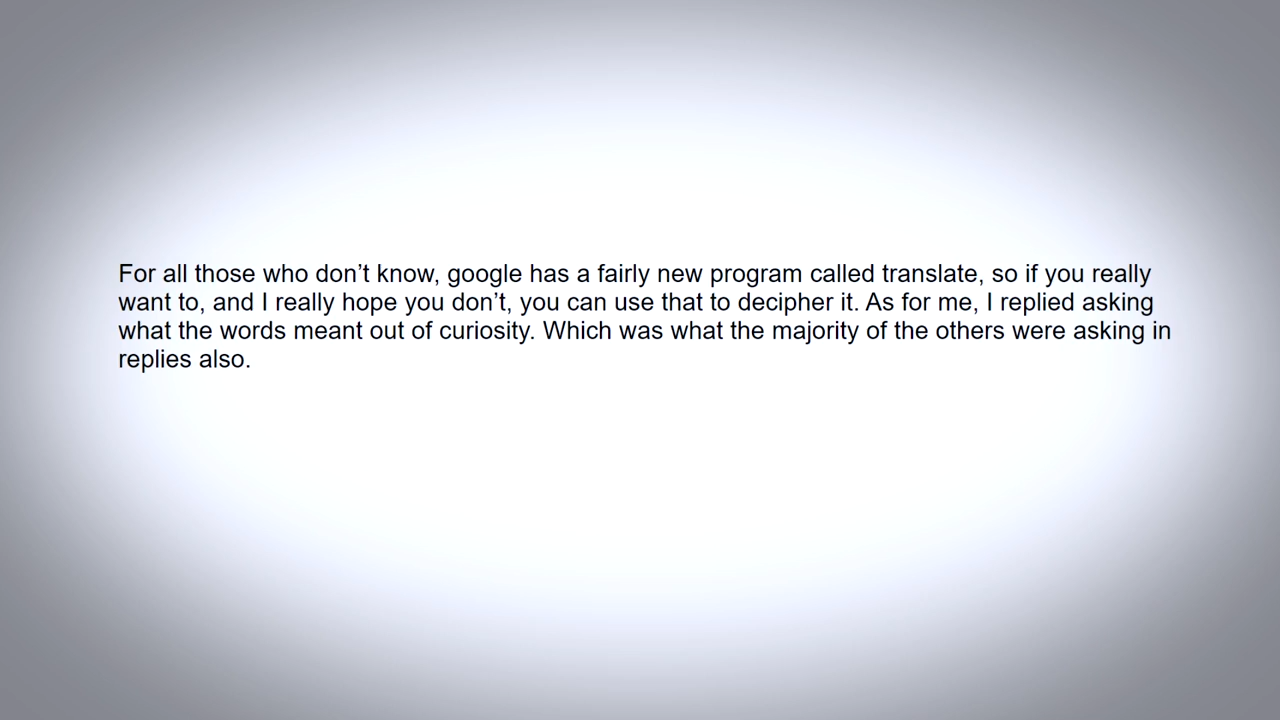 For all those who don’t know, google has a fairly new program called translate, so if you really
want to, and I really hope you don’t, you can use that to decipher it. As for me, I replied asking
what the words meant out of curiosity. Which was what the majority of the others were asking in
replies also.